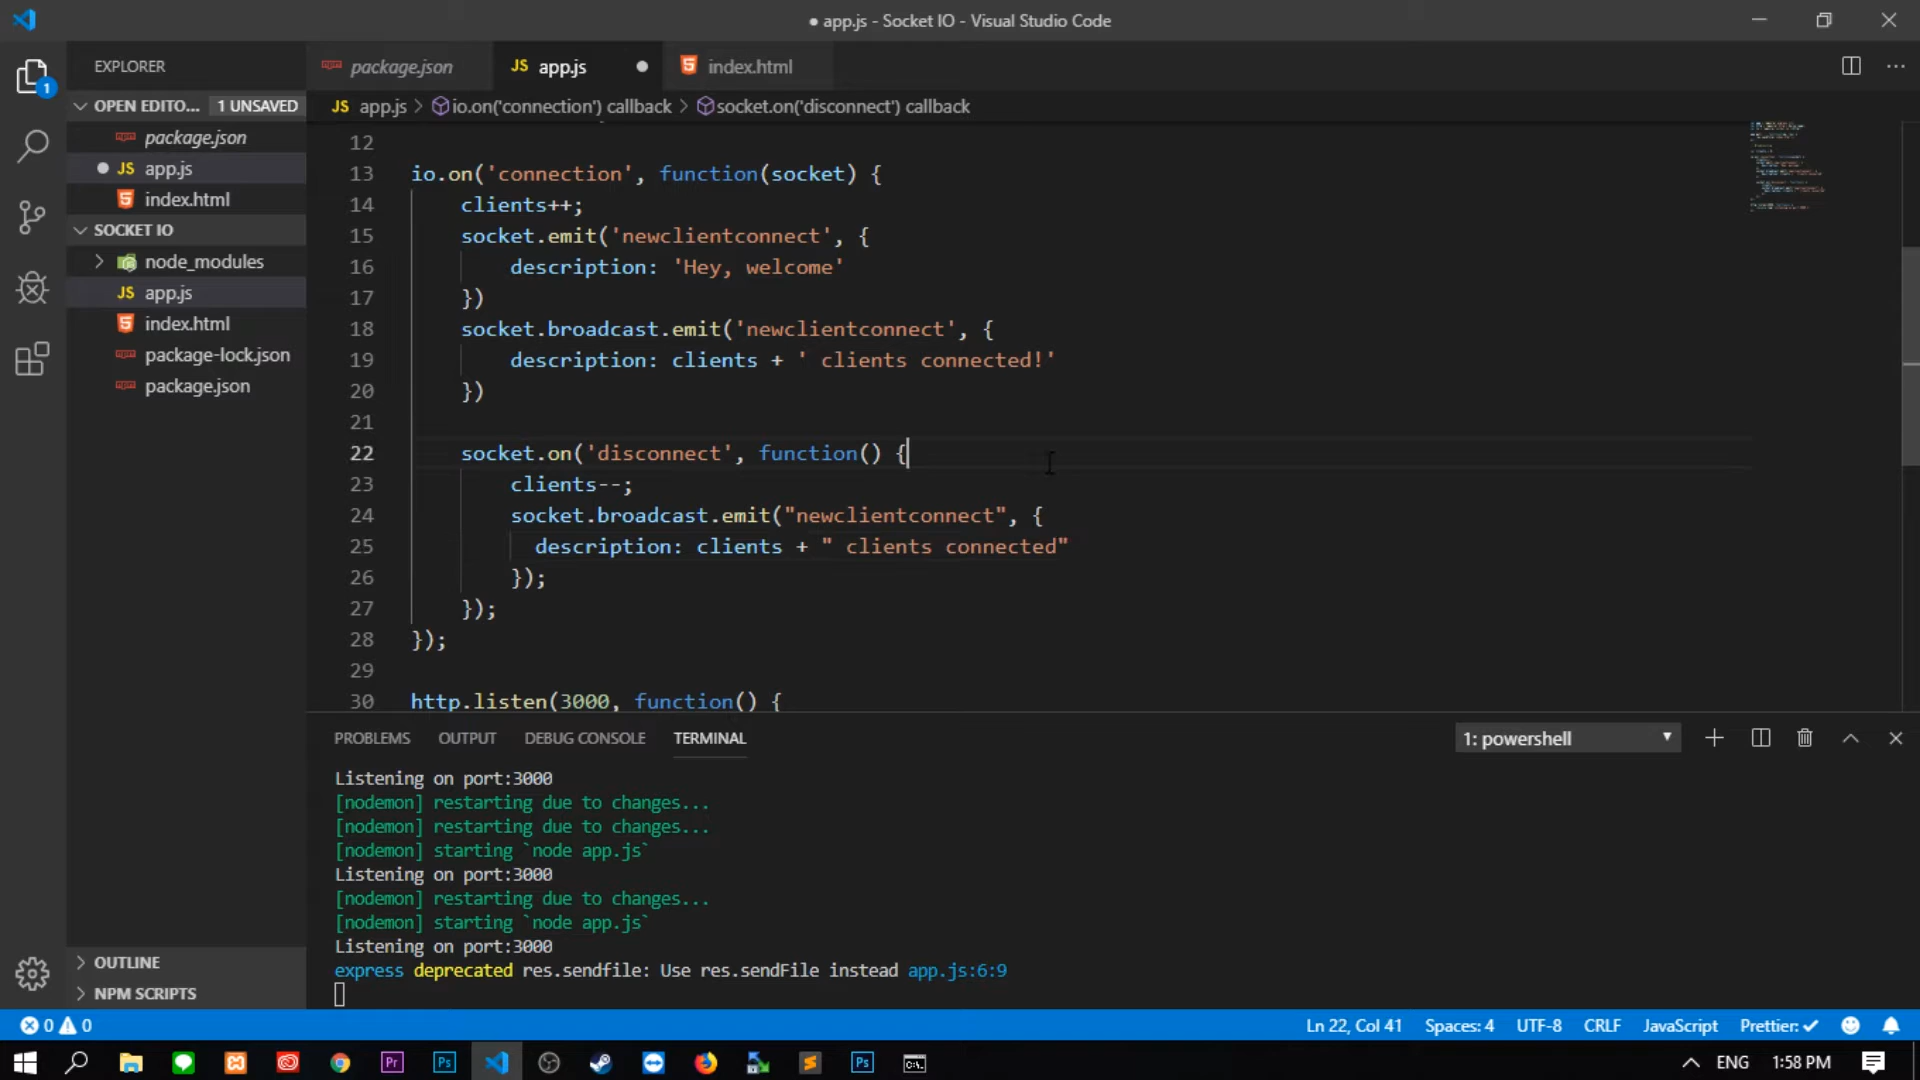 ● app.js - Socket IO - Visual Studio Code
EXPLORER
package.json
JS app.js
index.html
1
OPEN EDITO... 1 UNSAVED
JS app.js > io.on('connection') callback > socket.on('disconnect') callback
package.json
JS app.js
index.html
SOCKET IO
node_modules
JS app.js
index.html
package-lock.json
package.json
12
13 io.on('connection', function(socket) {
14 clients++;
15 socket.emit('newclientconnect', {
16 description: 'Hey, welcome'
17 })
18 socket.broadcast.emit('newclientconnect', {
19 description: clients + ' clients connected!'
20 })
21
22 socket.on('disconnect', function() {
23 clients--;
24 socket.broadcast.emit("newclientconnect", {
25 description: clients + " clients connected"
26 });
27 });
28 });
29
30 http.listen(3000, function() {
PROBLEMS OUTPUT DEBUG CONSOLE TERMINAL 1: powershell
Listening on port:3000
[nodemon] restarting due to changes...
[nodemon] restarting due to changes...
[nodemon] starting `node app.js`
Listening on port:3000
[nodemon] restarting due to changes...
[nodemon] starting `node app.js`
Listening on port:3000
express deprecated res.sendfile: Use res.sendFile instead app.js:6:9
OUTLINE
NPM SCRIPTS
0 0 Ln 22, Col 41 Spaces: 4 UTF-8 CRLF JavaScript Prettier: ✓
Pr Ps Ps ENG 1:58 PM